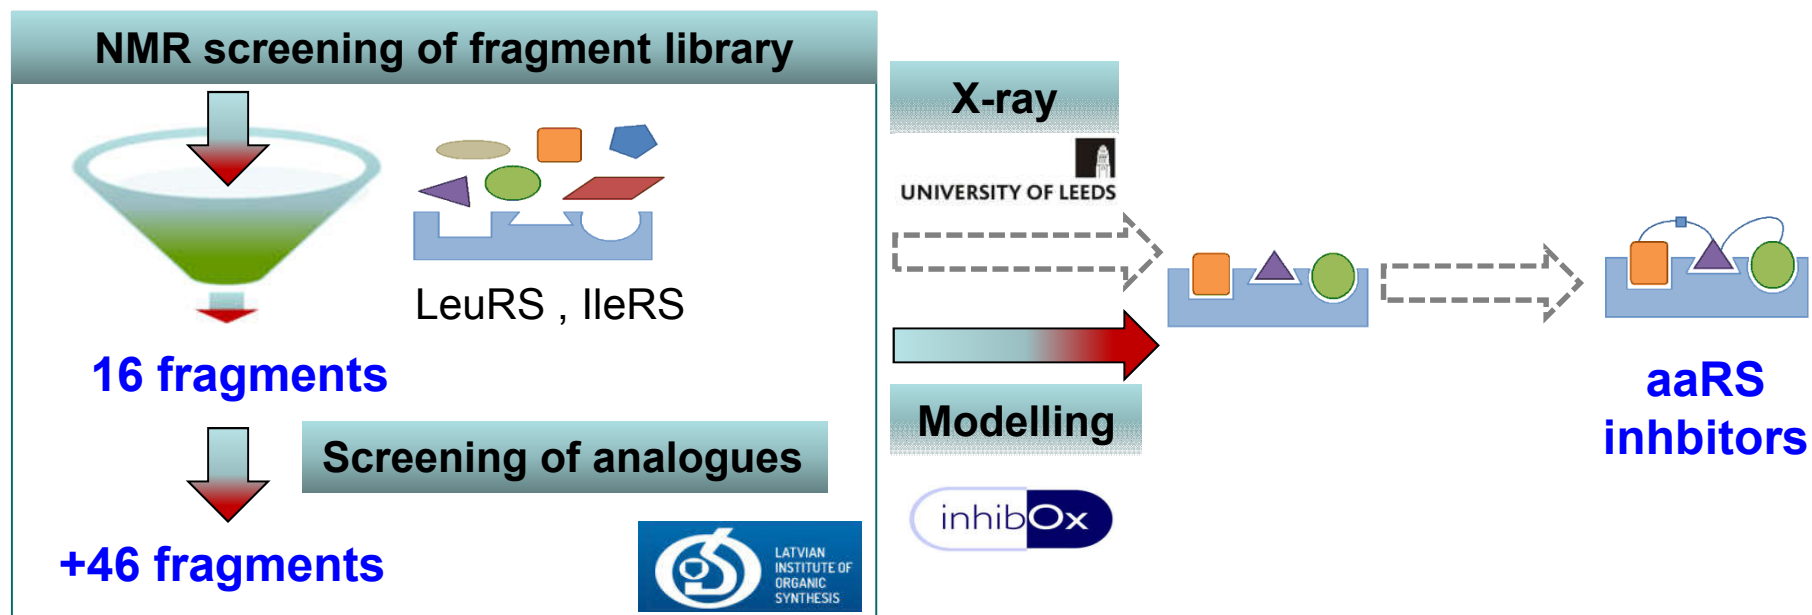 NMR screening of fragment library
LeuRS , IleRS
16 fragments
Screening of analogues
+46 fragments
LATVIAN
INSTITUTE OF
ORGANIC
SYNTHESIS
X-ray
UNIVERSITY OF LEEDS
Modelling
inhibOx
aaRS
inhbitors